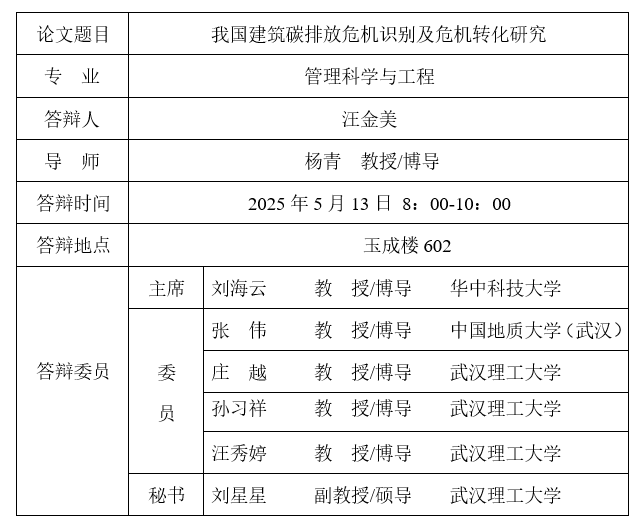 论文题目 我国建筑碳排放危机识别及危机转化研究
专 业 管理科学与工程
答辩人 汪金美
导 师 杨青 教授/博导
答辩时间 2025 年 5 月 13 日 8：00-10：00
答辩地点 玉成楼 602
答辩委员
主席 刘海云 教 授/博导 华中科技大学
委员
张 伟 教 授/博导 中国地质大学（武汉）
庄 越 教 授/博导 武汉理工大学
孙习祥 教 授/博导 武汉理工大学
汪秀婷 教 授/博导 武汉理工大学
秘书 刘星星 副教授/硕导 武汉理工大学